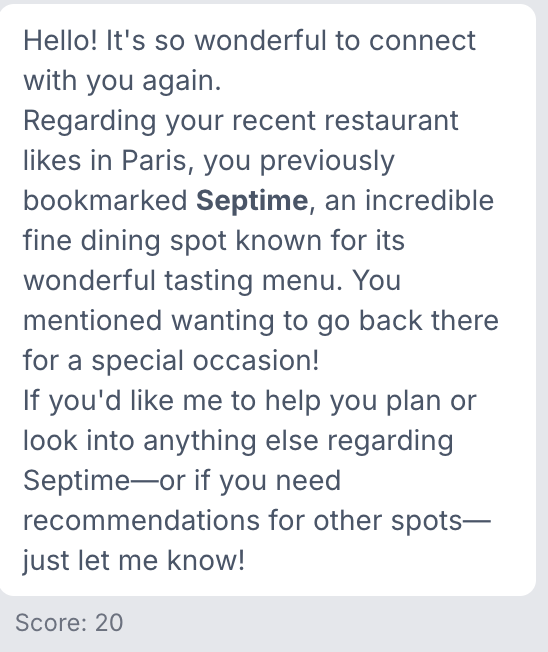 Hello! It's so wonderful to connect
with you again.
Regarding your recent restaurant
likes in Paris, you previously
bookmarked Septime, an incredible
fine dining spot known for its
wonderful tasting menu. You
mentioned wanting to go back there
for a special occasion!
If you'd like me to help you plan or
look into anything else regarding
Septime—or if you need
recommendations for other spots—
just let me know!
Score: 20